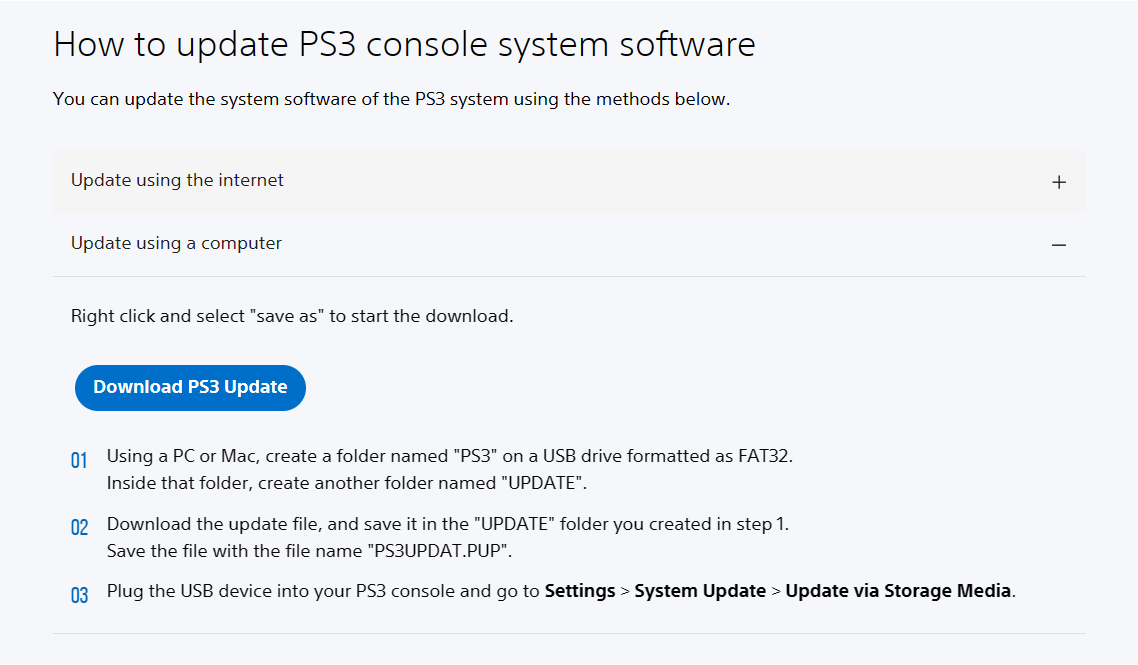 How to update PS3 console system software
You can update the system software of the PS3 system using the methods below.
Update using the internet
Update using a computer
Right click and select "save as" to start the download.
Download PS3 Update
01 Using a PC or Mac, create a folder named "PS3" on a USB drive formatted as FAT32.
Inside that folder, create another folder named "UPDATE".
02 Download the update file, and save it in the "UPDATE" folder you created in step 1.
Save the file with the file name "PS3UPDAT.PUP".
03 Plug the USB device into your PS3 console and go to Settings > System Update > Update via Storage Media.